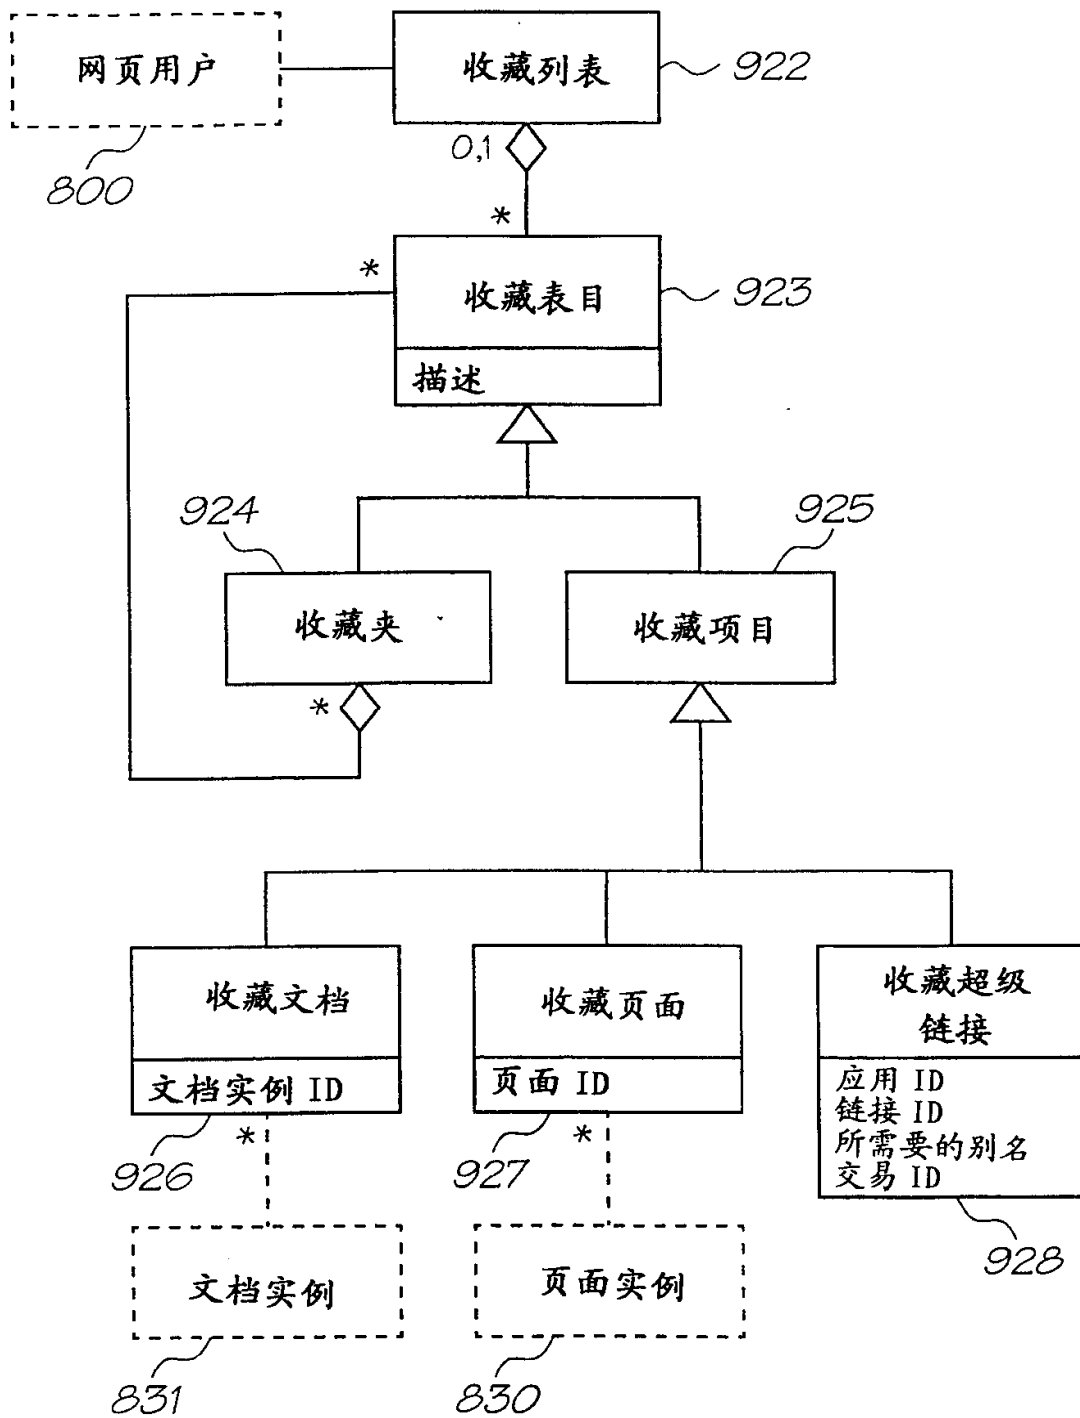 网页用户
收藏列表
922
800
0,1
*
*
收藏表目
923
描述
924
925
收藏夹
收藏项目
*
收藏文档
收藏页面
收藏超级
链接
文档实例 ID
页面 ID
应用 ID
链接 ID
所需要的别名
交易 ID
926
*
927
*
928
文档实例
页面实例
831
830